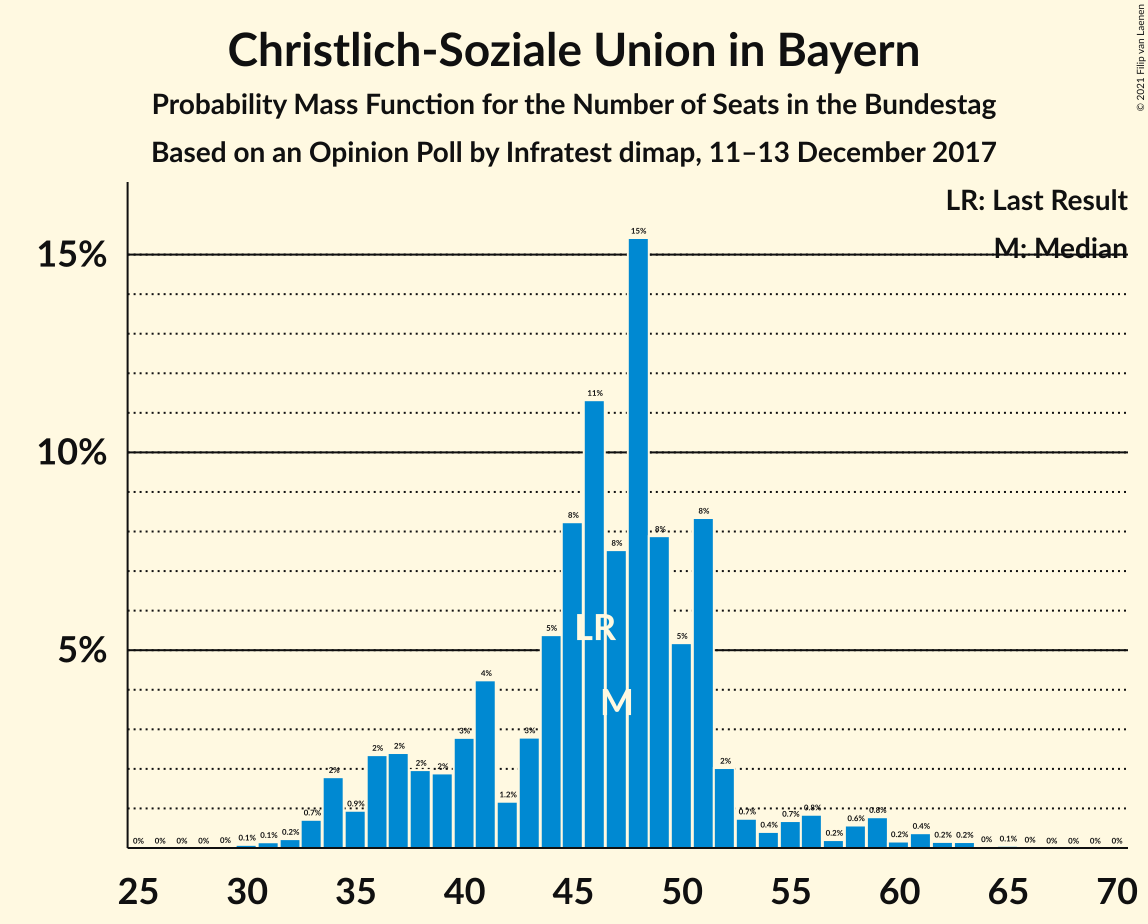 Christlich-Soziale Union in Bayern
Probability Mass Function for the Number of Seats in the Bundestag
Based on an Opinion Poll by Infratest dimap, 11–13 December 2017
© 2021 Filip van Laenen
LR: Last Result
M: Median
15%
10%
5%
0% 0% 0% 0% 0% 0.1% 0.1% 0.2% 0.7% 2% 0.9% 2% 2% 2% 2% 3% 4% 1.2% 3% 5% 8% 11% 8% 15% 8% 5% 8% 2% 0.7% 0.4% 0.7% 0.8% 0.2% 0.6% 0.8% 0.2% 0.4% 0.2% 0.2% 0% 0.1% 0% 0% 0% 0% 0%
LR
M
25 30 35 40 45 50 55 60 65 70